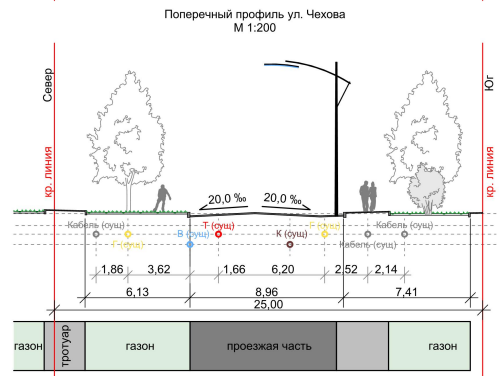 Поперечный профиль ул. Чехова
М 1:200
Север
Юг
кр. линия
кр. линия
20,0 ‰
20,0 ‰
Кабель (сущ)
Т (сущ)
Г (сущ)
Кабель (сущ)
Г (сущ)
В (сущ)
К (сущ)
Кабель (сущ)
1,86
3,62
1,66
6,20
2,52
2,14
6,13
8,96
7,41
25,00
газон
тротуар
газон
проезжая часть
газон